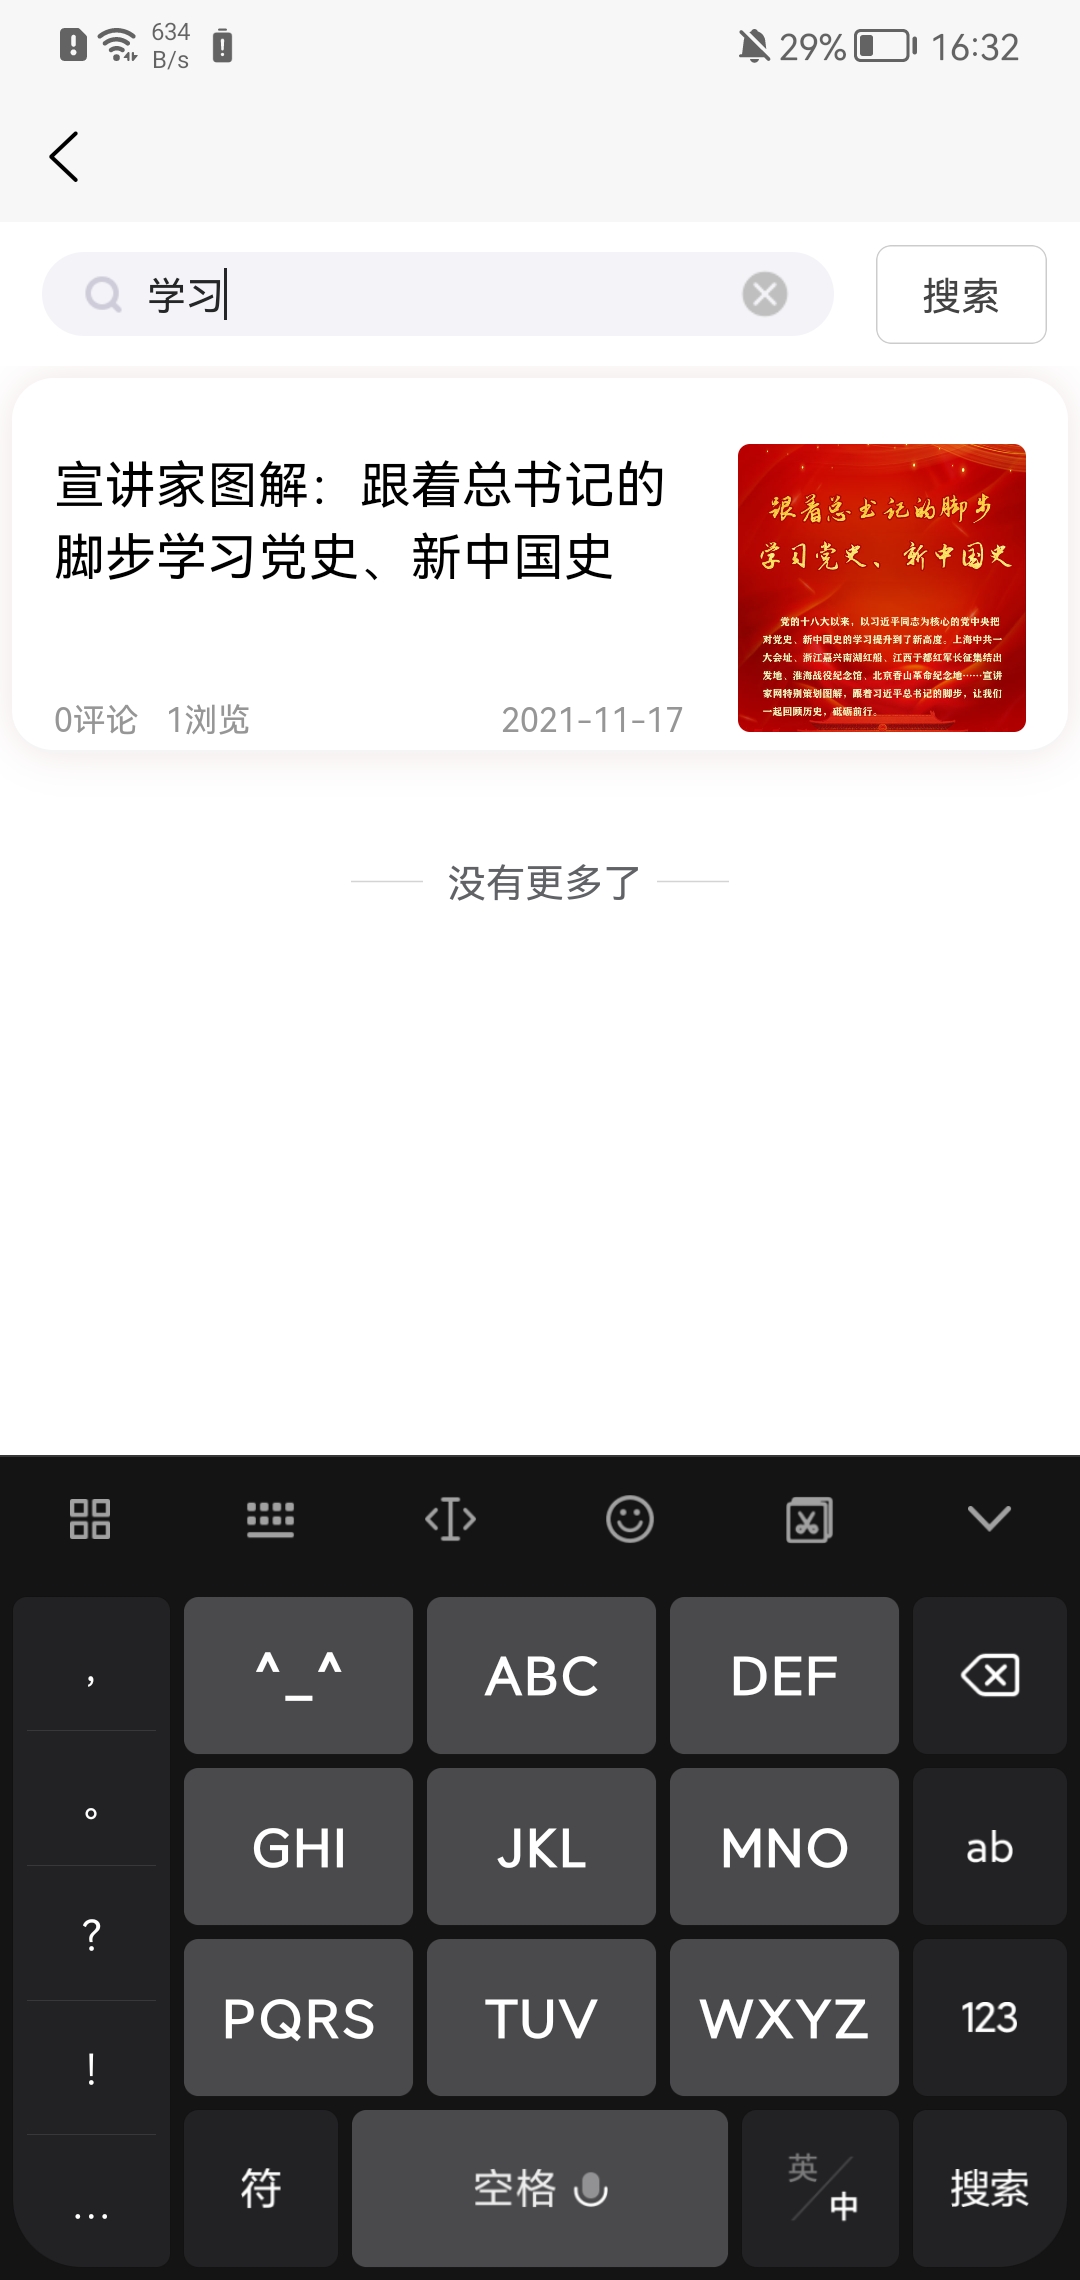 634
B/s
29%
16:32
学习
搜索
宣讲家图解：跟着总书记的
脚步学习党史、新中国史
0评论 1浏览 2021-11-17
跟着总书记的脚步
学习党史、新中国史
党的十八大以来，以习近平同志为核心的党中央把
对党史、新中国史的学习提升到了新高度。上海中共一
大会址、浙江嘉兴南湖红船、江西于都红军长征集结出
发地、淮海战役纪念馆、北京香山革命纪念地……宣讲
家网特别策划图解，跟着习近平总书记的脚步，让我们
一起回顾历史，砥砺前行。
没有更多了
，
^_^
ABC
DEF
。
GHI
JKL
MNO
ab
?
PQRS
TUV
WXYZ
123
!
...
符
空格
英/中
搜索